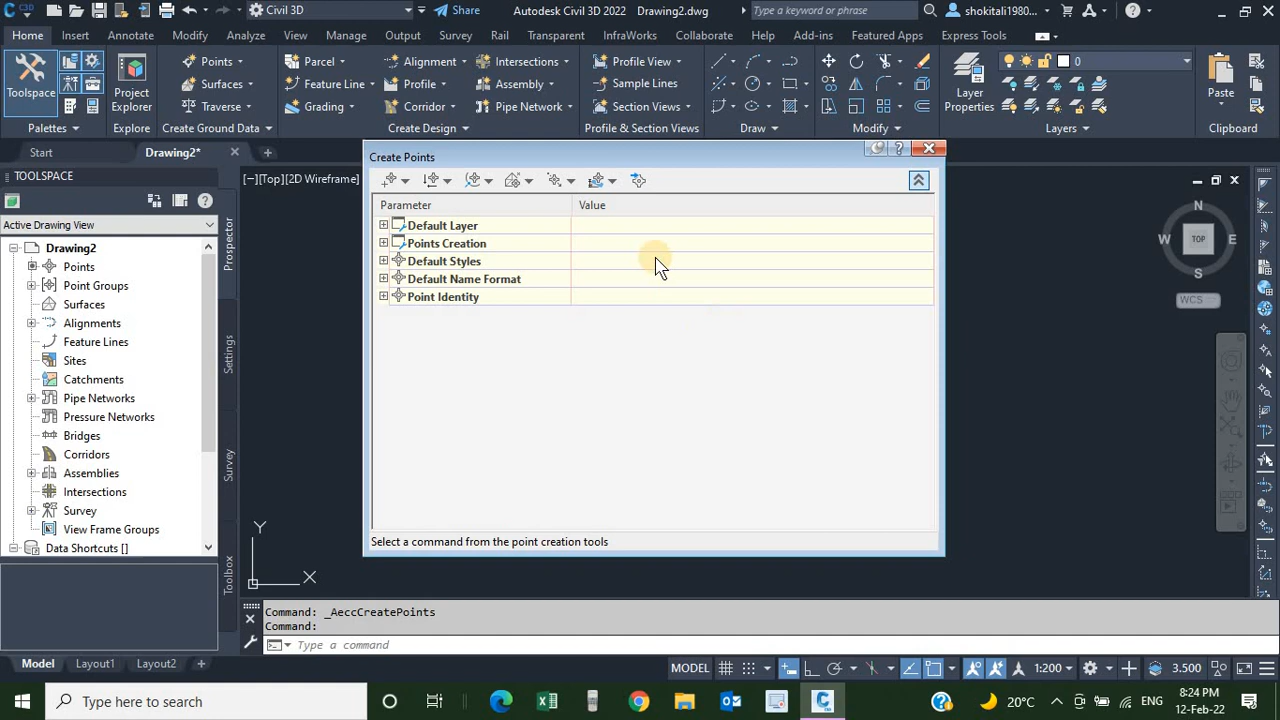 Civil 3D
Share
Autodesk Civil 3D 2022
Drawing2.dwg
Type a keyword or phrase
shokitali1980...
Home
Insert
Annotate
Modify
Analyze
View
Manage
Output
Survey
Rail
Transparent
InfraWorks
Collaborate
Help
Add-ins
Featured Apps
Express Tools
Toolspace
Palettes
Project
Explorer
Explore
Points
Surfaces
Traverse
Create Ground Data
Parcel
Feature Line
Grading
Alignment
Profile
Corridor
Intersections
Assembly
Pipe Network
Create Design
Profile View
Sample Lines
Section Views
Profile & Section Views
Draw
Modify
Layer
Properties
0
Layers
Paste
Clipboard
Start
Drawing2*
TOOLSPACE
Active Drawing View
Drawing2
Points
Point Groups
Surfaces
Alignments
Feature Lines
Sites
Catchments
Pipe Networks
Pressure Networks
Bridges
Corridors
Assemblies
Intersections
Survey
View Frame Groups
Data Shortcuts []
Prospector
Settings
Survey
Toolbox
[−][Top][2D Wireframe]
Create Points
Parameter
Value
Default Layer
Points Creation
Default Styles
Default Name Format
Point Identity
Select a command from the point creation tools
N
W
TOP
E
S
WCS
Y
X
Command: _AeccCreatePoints
Command:
Type a command
Model
Layout1
Layout2
MODEL
1:200
3.500
Type here to search
20°C
ENG
8:24 PM
12-Feb-22